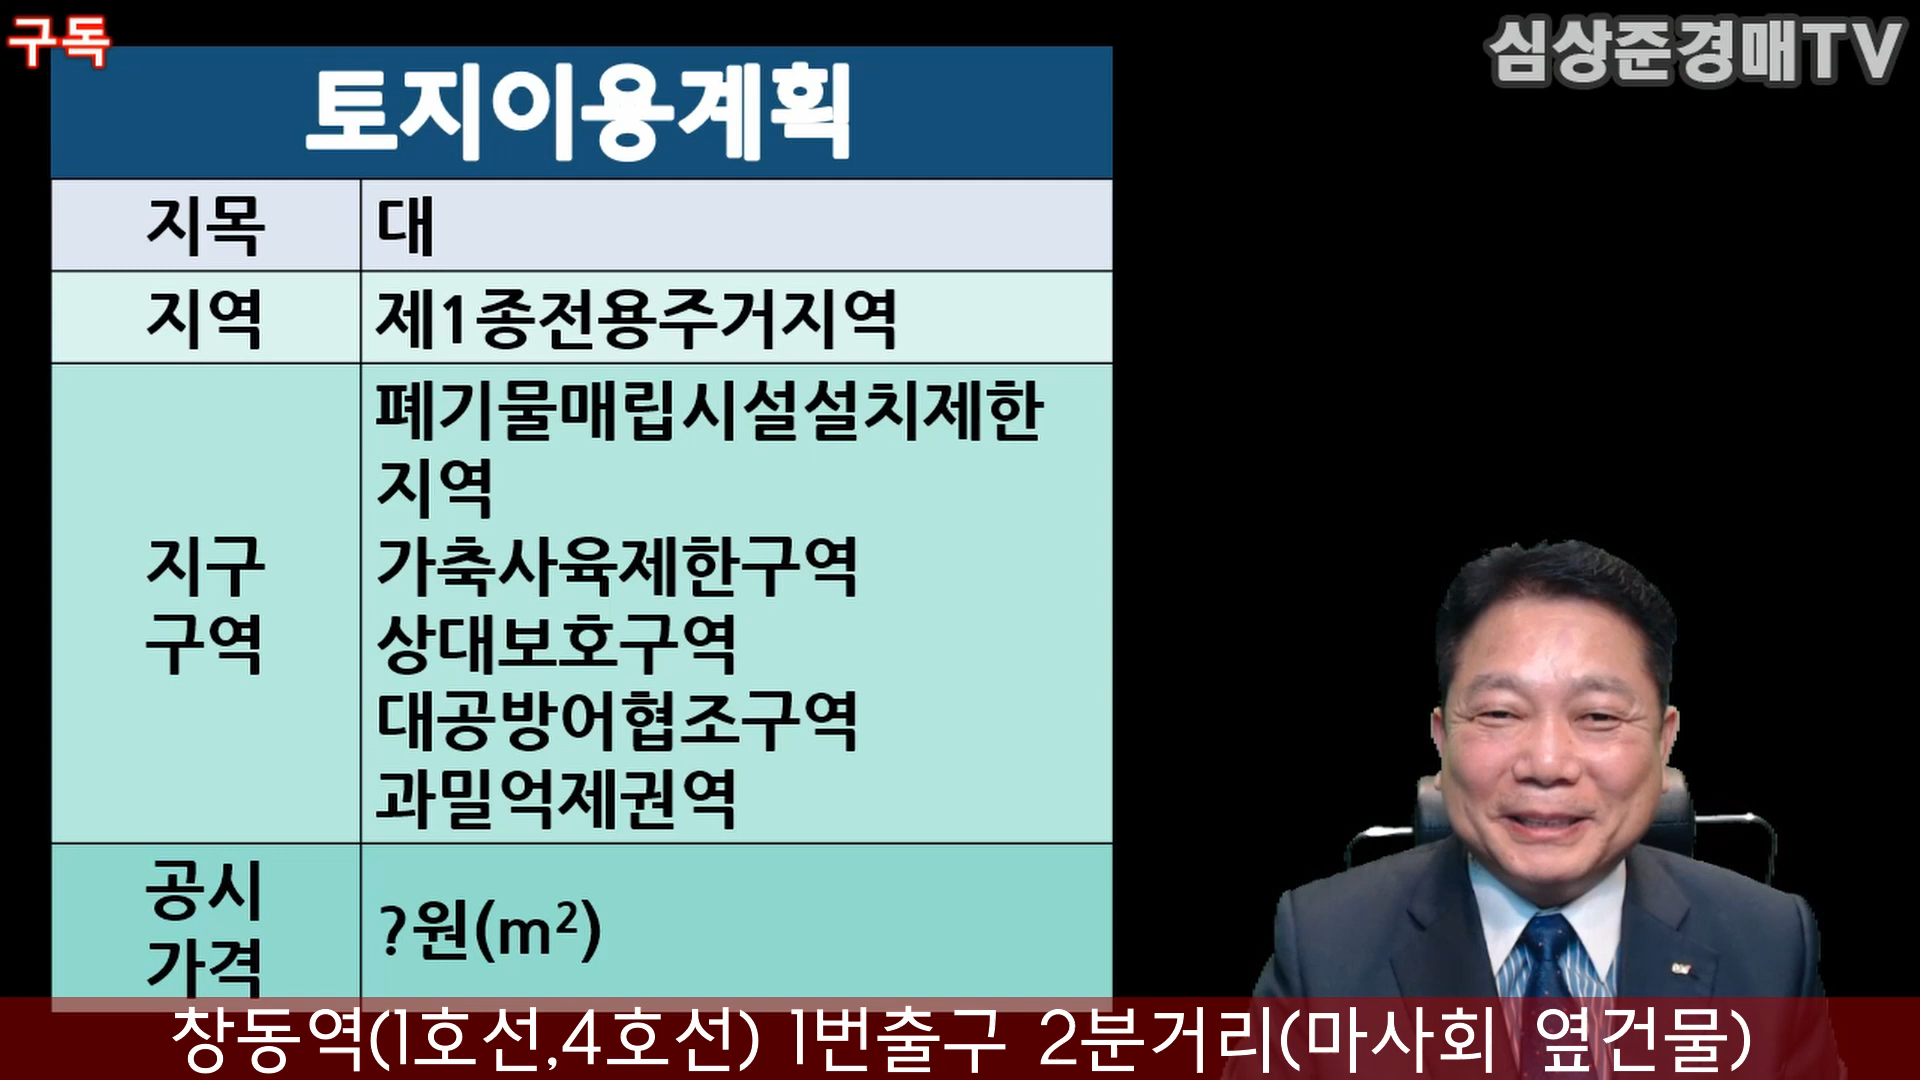 구독
심상준경매TV
토지이용계획
지목
대
지역
제1종전용주거지역
지구
구역
폐기물매립시설설치제한
지역
가축사육제한구역
상대보호구역
대공방어협조구역
과밀억제권역
공시
가격
?원(m²)
창동역(1호선,4호선) 1번출구 2분거리(마사회 옆건물)